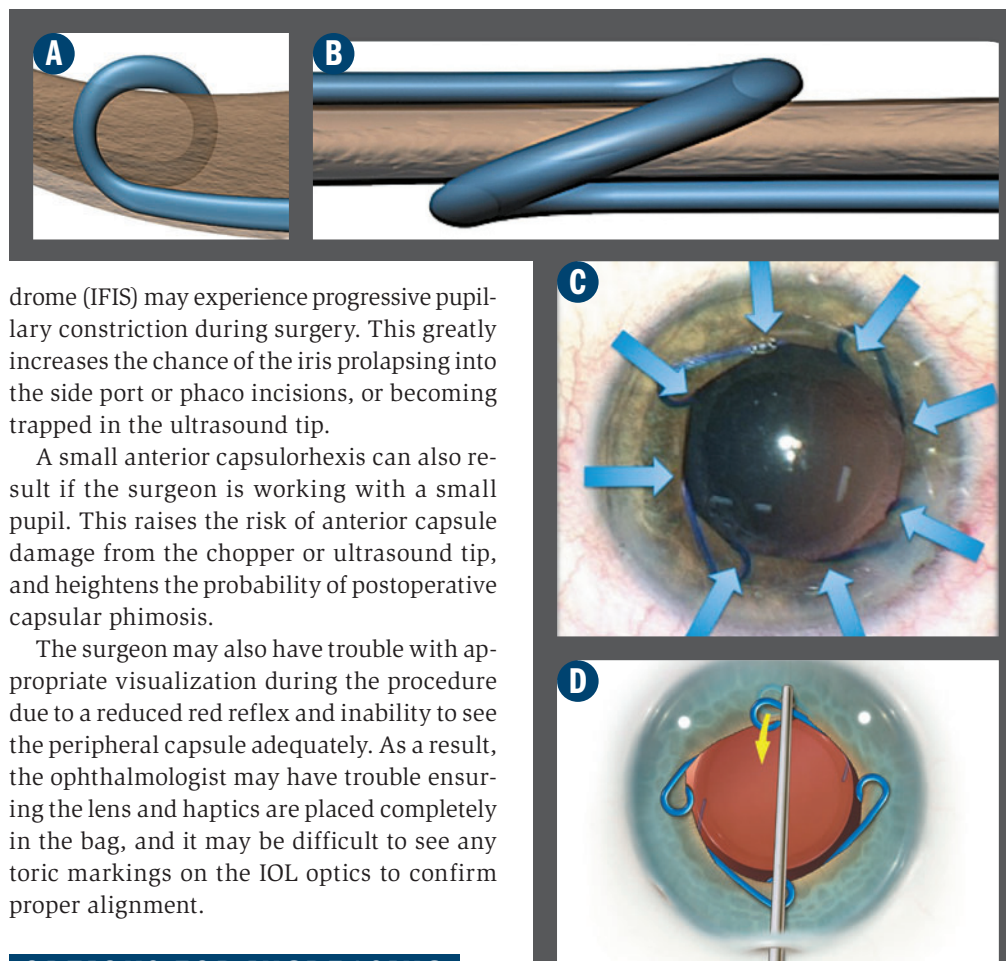 A
B
drome (IFIS) may experience progressive pupil-
lary constriction during surgery. This greatly
increases the chance of the iris prolapsing into
the side port or phaco incisions, or becoming
trapped in the ultrasound tip.
A small anterior capsulorhexis can also re-
sult if the surgeon is working with a small
pupil. This raises the risk of anterior capsule
damage from the chopper or ultrasound tip,
and heightens the probability of postoperative
capsular phimosis.
The surgeon may also have trouble with ap-
propriate visualization during the procedure
due to a reduced red reflex and inability to see
the peripheral capsule adequately. As a result,
the ophthalmologist may have trouble ensur-
ing the lens and haptics are placed completely
in the bag, and it may be difficult to see any
toric markings on the IOL optics to confirm
proper alignment.
C
D